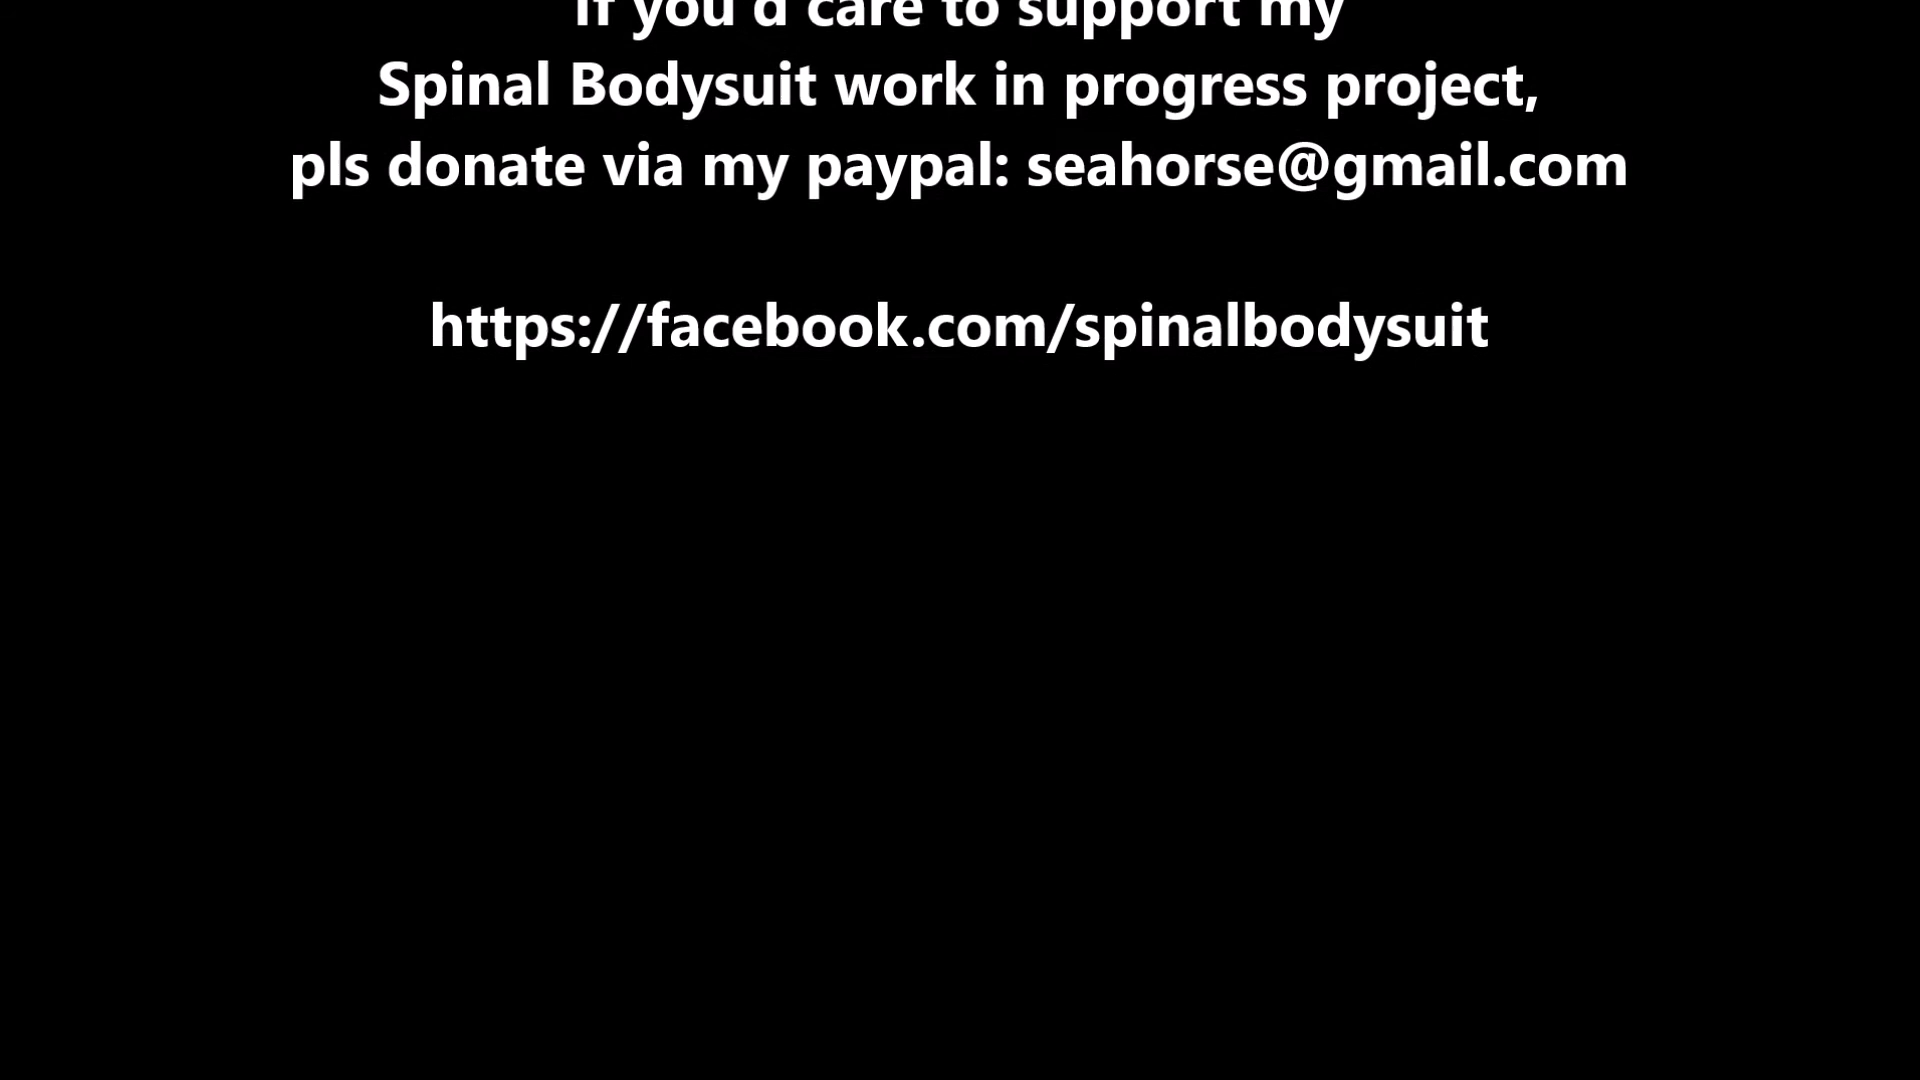 If you'd care to support my
Spinal Bodysuit work in progress project,
pls donate via my paypal: seahorse@gmail.com
https://facebook.com/spinalbodysuit